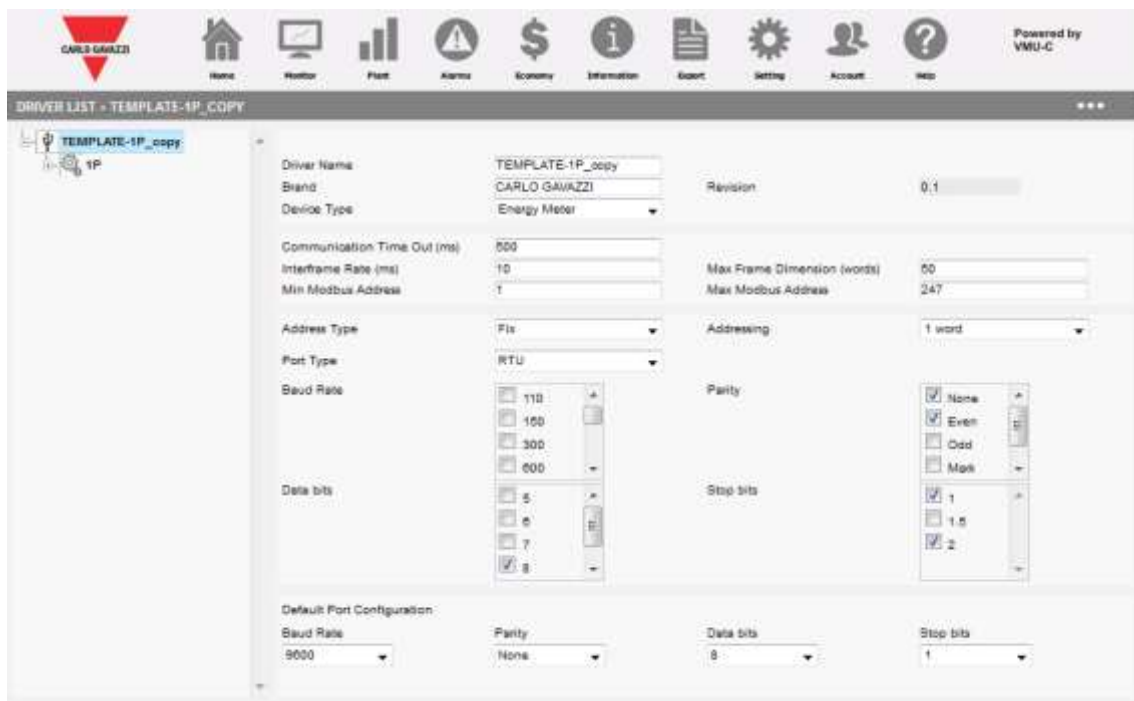 CARLO GAVAZZI
Home Monitor Plant Alarms Economy Information Export Setting Account Help
Powered by
VMU-C
DRIVER LIST » TEMPLATE-1P_COPY
TEMPLATE-1P_copy
1P
Driver Name TEMPLATE-1P_copy
Brand CARLO GAVAZZI Revision 0.1
Device Type Energy Meter
Communication Time Out (ms) 500
Interframe Rate (ms) 10 Max Frame Dimension (words) 50
Min Modbus Address 1 Max Modbus Address 247
Address Type Fix Addressing 1 word
Port Type RTU
Baud Rate 110 Parity None
150 Even
300 Odd
600 Mark
Data bits 5 Stop bits 1
6 1.5
7 2
8
Default Port Configuration
Baud Rate Parity Data bits Stop bits
9600 None 8 1